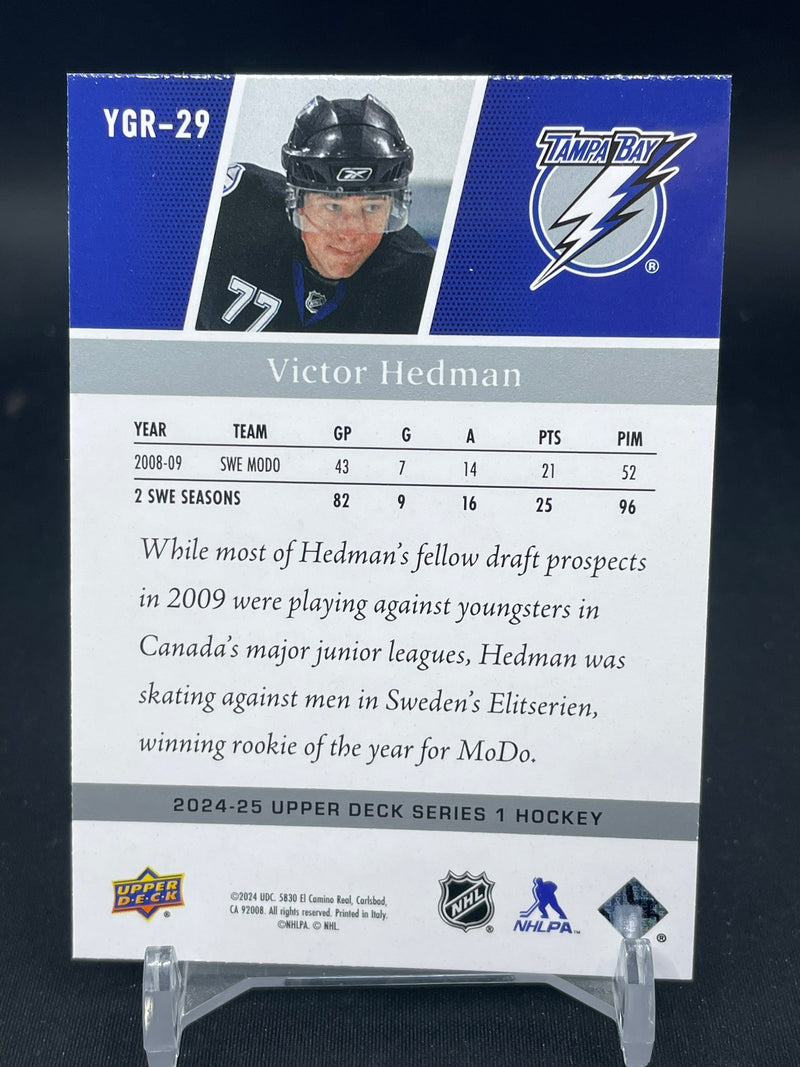 YGR-29
TAMPA BAY
®
77
Victor Hedman
YEAR TEAM GP G A PTS PIM
2008-09 SWE MODO 43 7 14 21 52
2 SWE SEASONS 82 9 16 25 96
While most of Hedman's fellow draft prospects
in 2009 were playing against youngsters in
Canada's major junior leagues, Hedman was
skating against men in Sweden's Elitserien,
winning rookie of the year for MoDo.
2024-25 UPPER DECK SERIES 1 HOCKEY
UPPER
D·E·C·K
®
©2024 UDC. 5830 El Camino Real, Carlsbad,
CA 92008. All rights reserved. Printed in Italy.
©NHLPA. © NHL.
NHL
®
NHLPA™
®